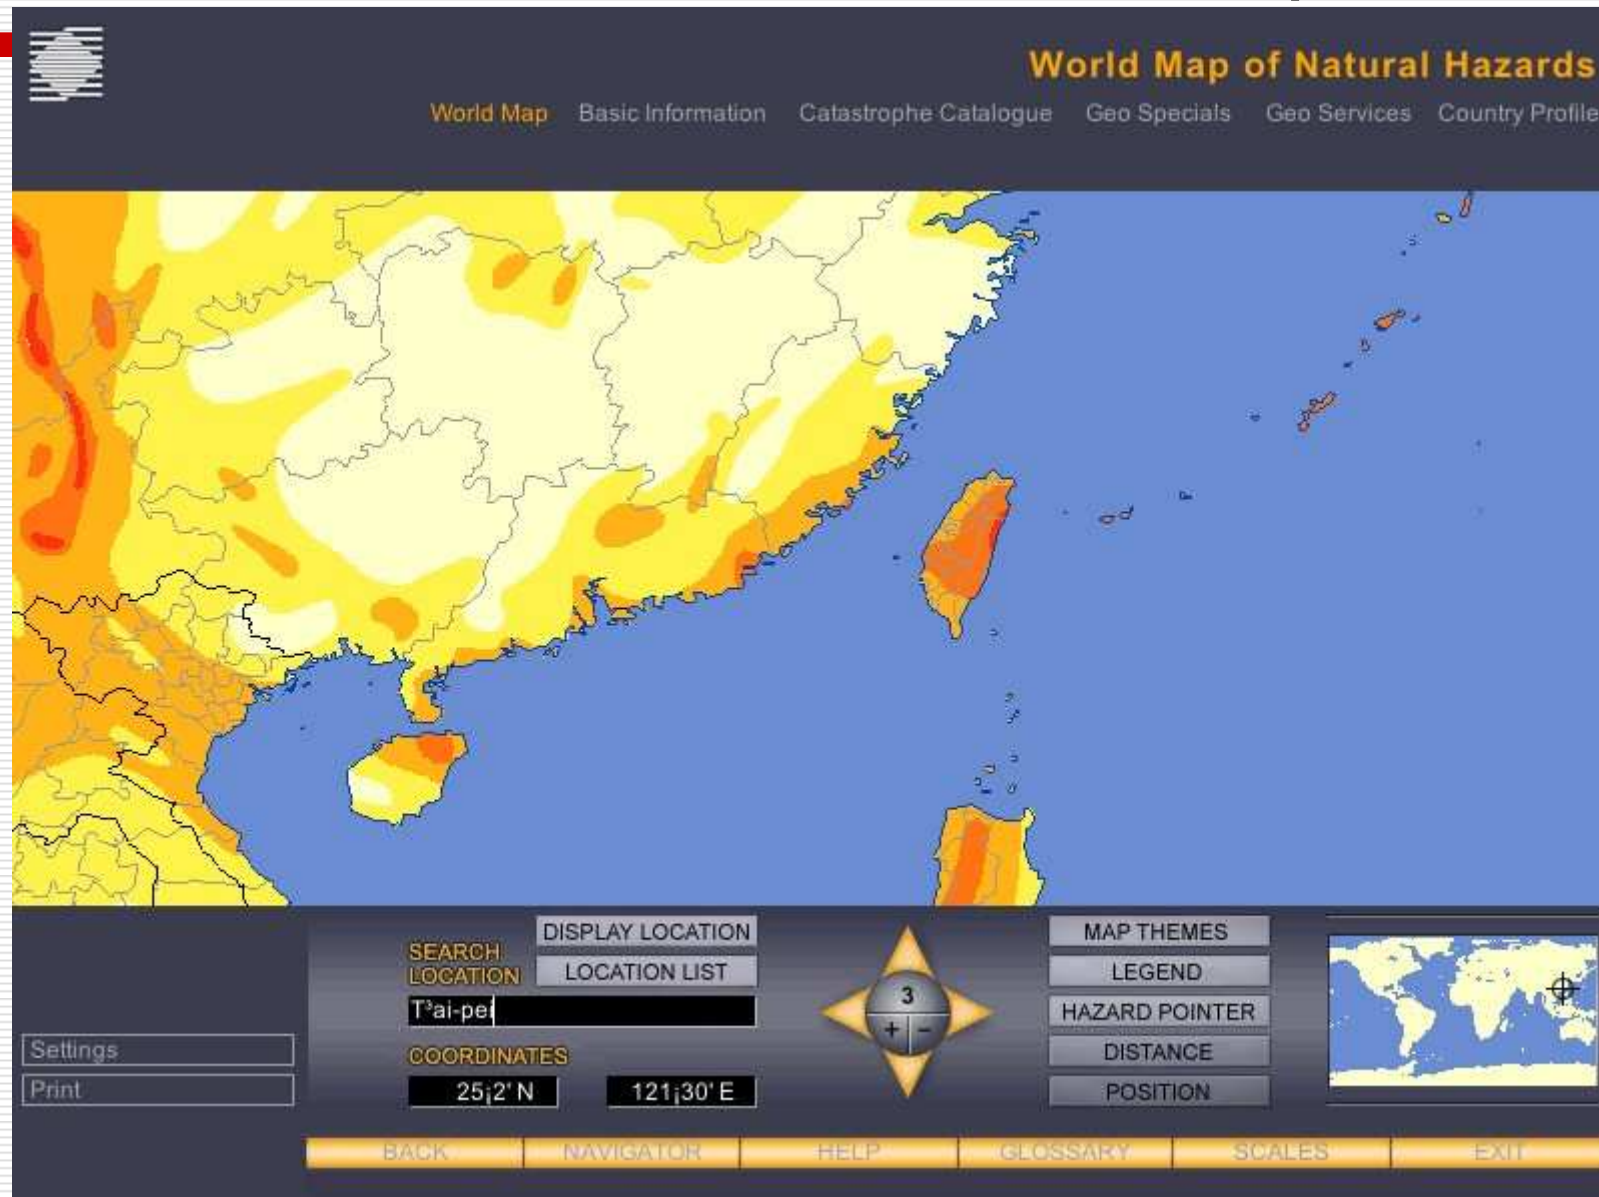 World Map of Natural Hazards
World Map Basic Information Catastrophe Catalogue Geo Specials Geo Services Country Profile
DISPLAY LOCATION
SEARCH LOCATION
LOCATION LIST
T³ai-pei
COORDINATES
25¡2' N 121¡30' E
3
+ −
MAP THEMES
LEGEND
HAZARD POINTER
DISTANCE
POSITION
Settings
Print
BACK NAVIGATOR HELP GLOSSARY SCALES EXIT